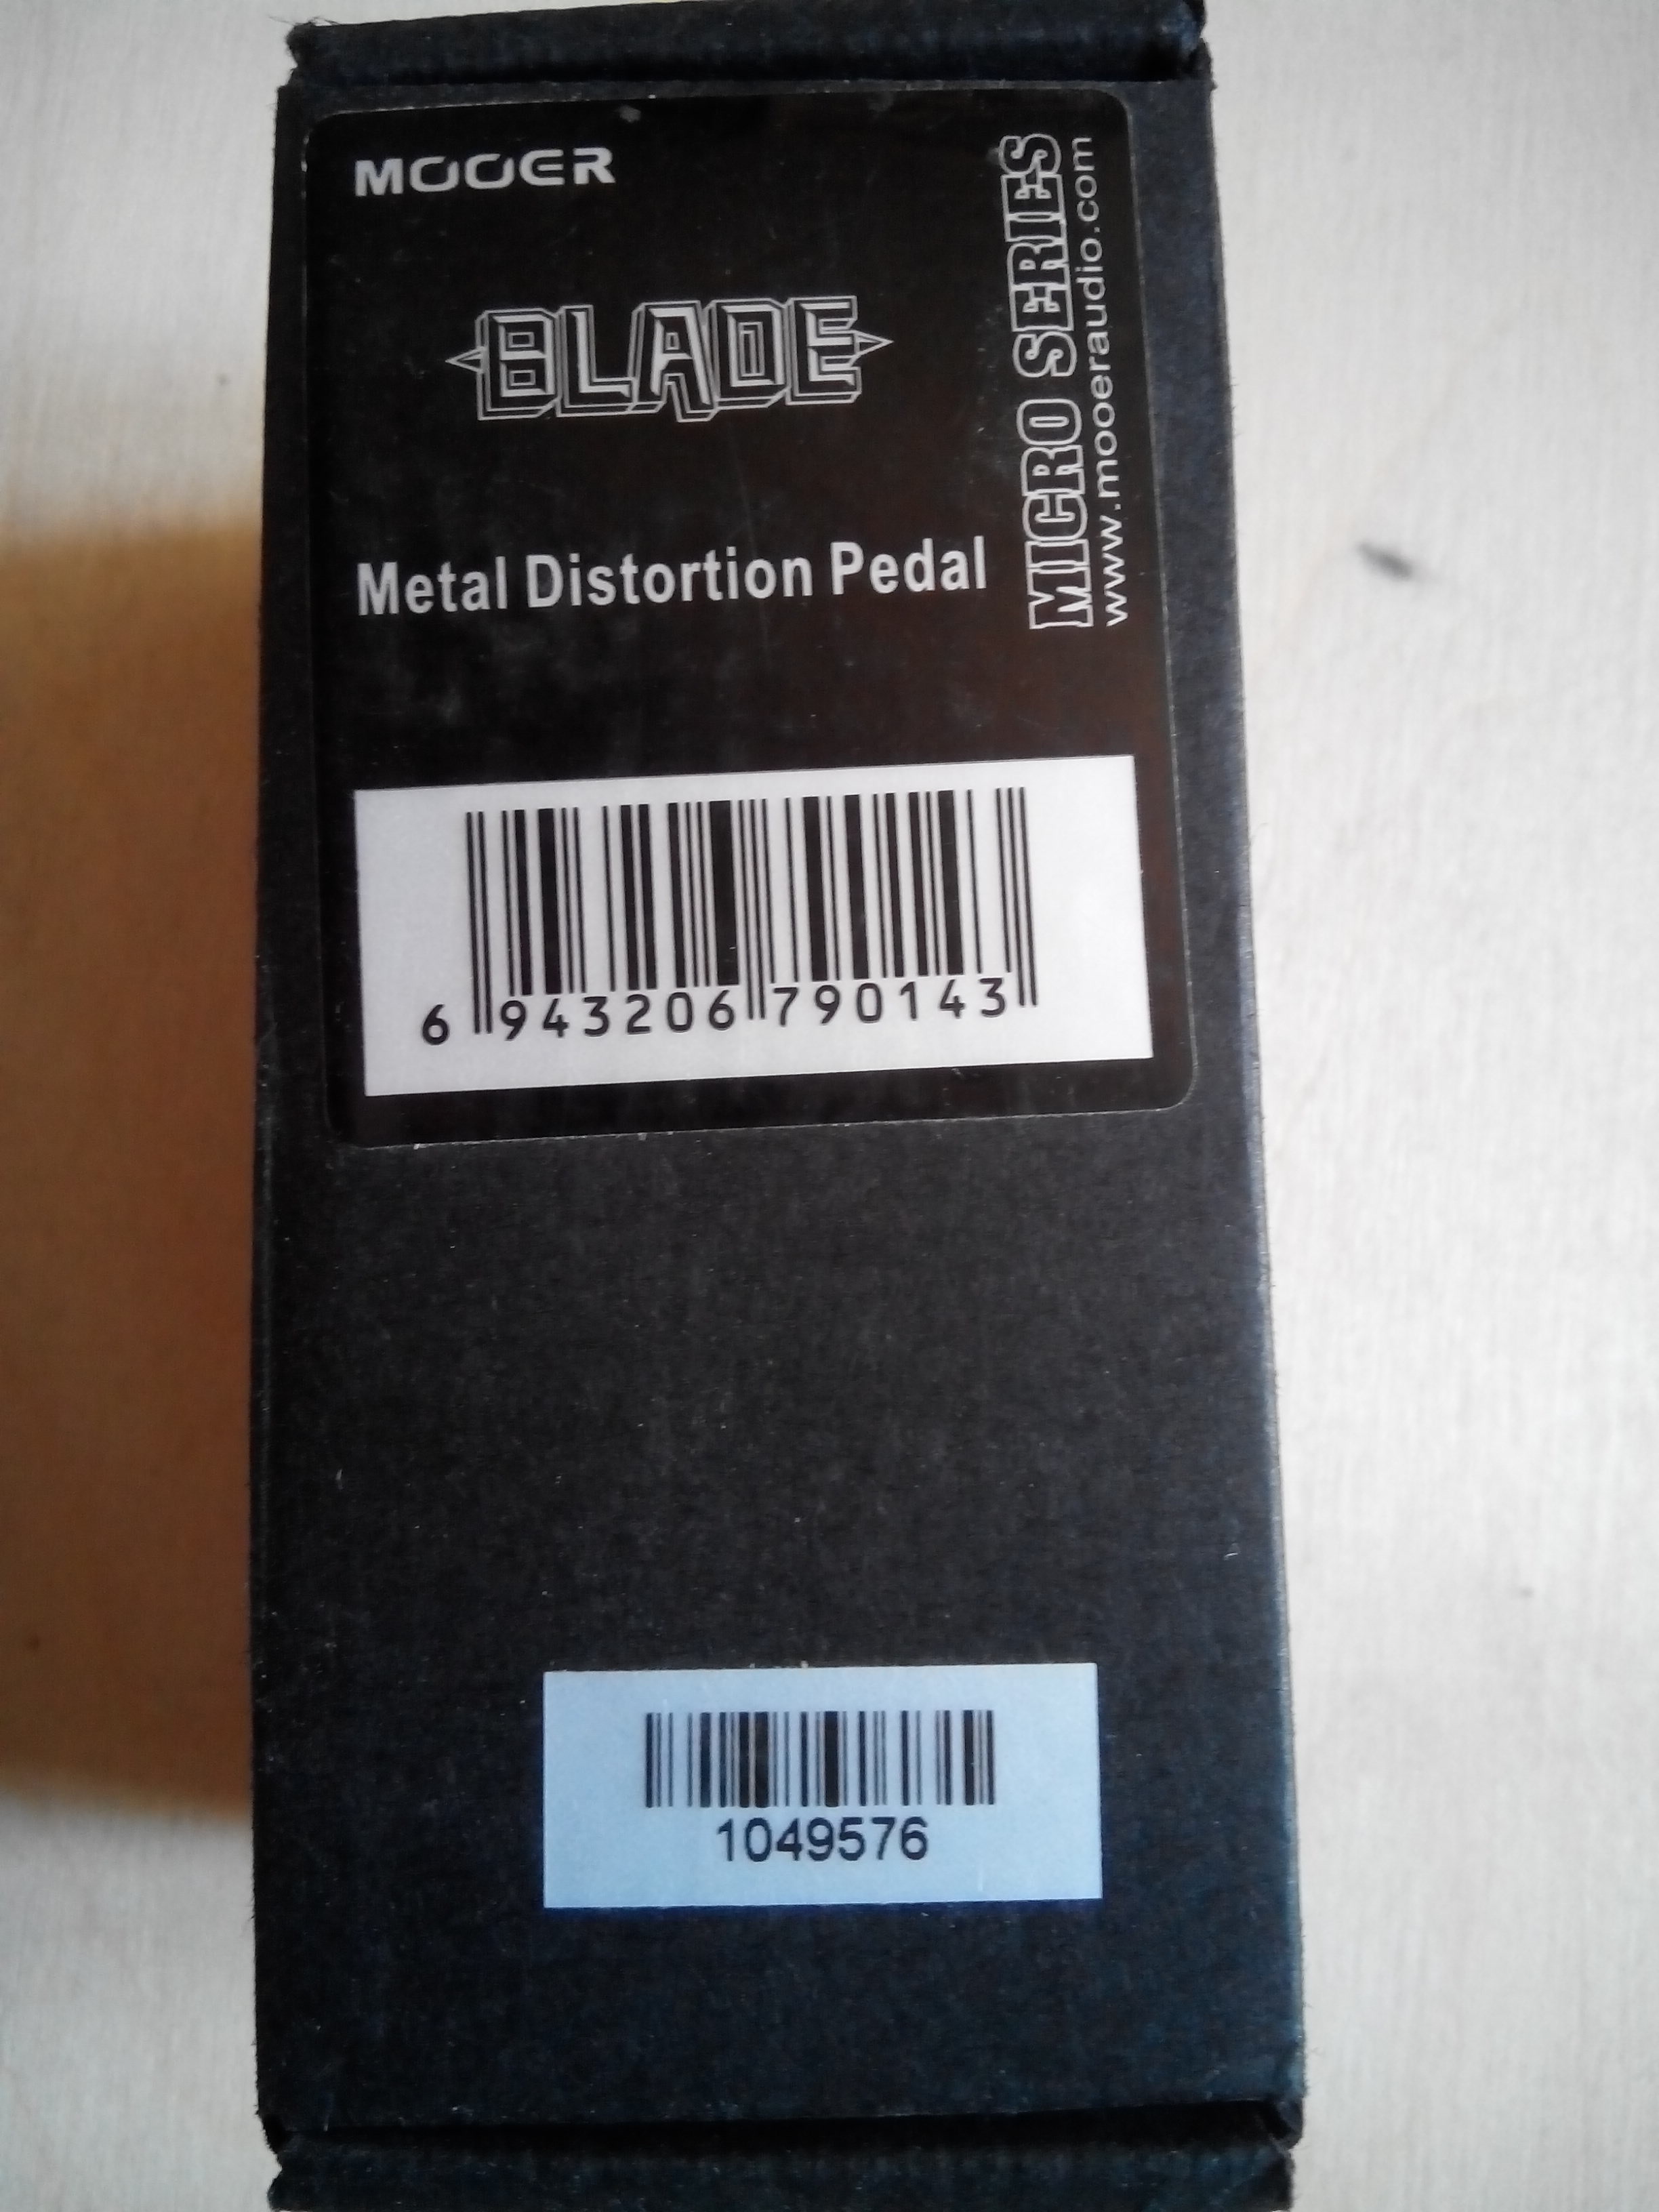 MOOER
BLADE
Metal Distortion Pedal
MICRO SERIES
www.mooeraudio.com
6 943206 790143
1049576